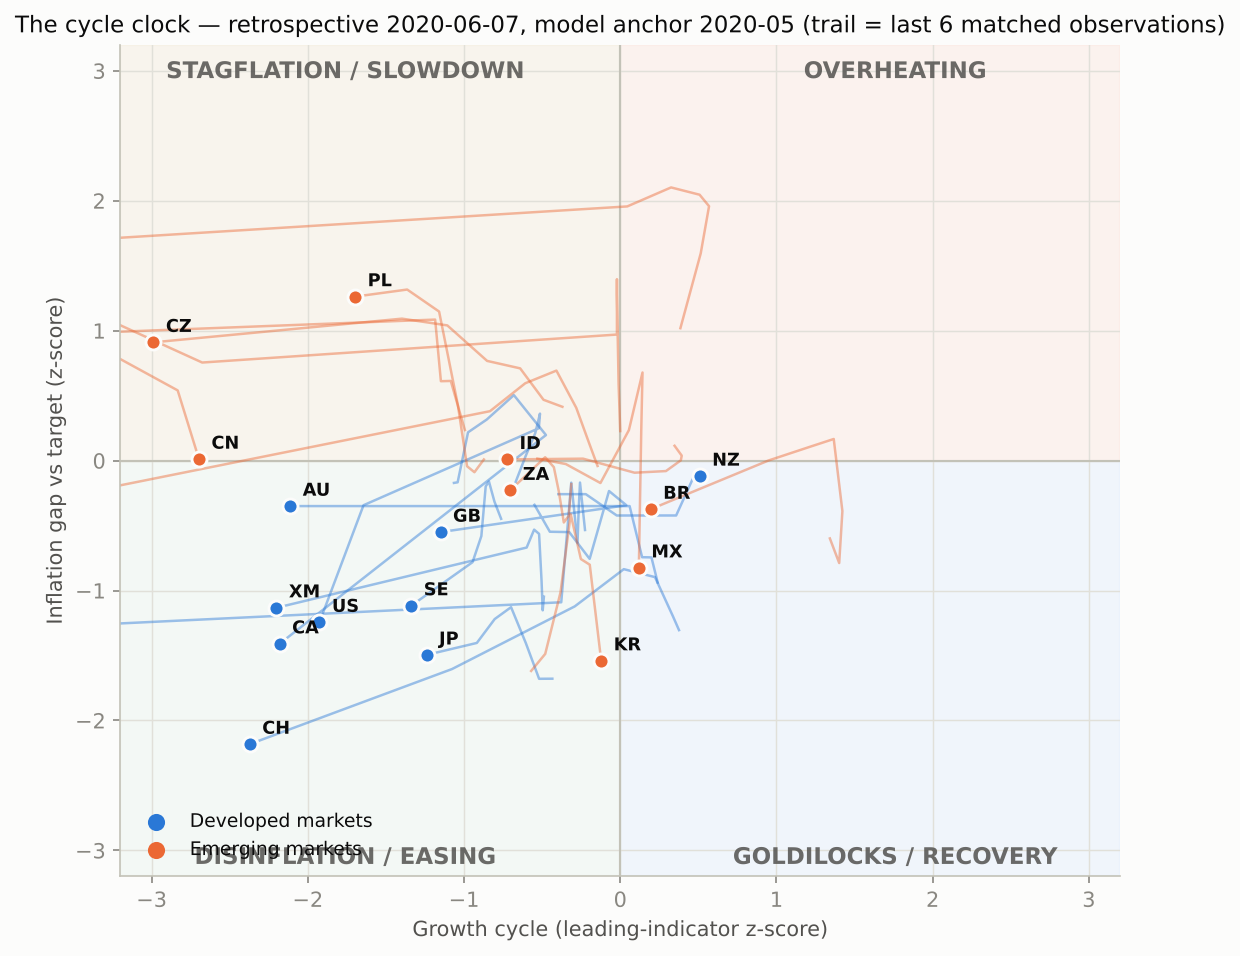 The cycle clock — retrospective 2020-06-07, model anchor 2020-05 (trail = last 6 matched observations)
STAGFLATION / SLOWDOWN
OVERHEATING
3
2
1
0
−1
−2
−3
Inflation gap vs target (z-score)
PL
CZ
CN
ID
ZA
NZ
AU
BR
GB
MX
XM
US
SE
CA
JP
KR
CH
Developed markets
Emerging markets
DISINFLATION / EASING
GOLDILOCKS / RECOVERY
−3
−2
−1
0
1
2
3
Growth cycle (leading-indicator z-score)